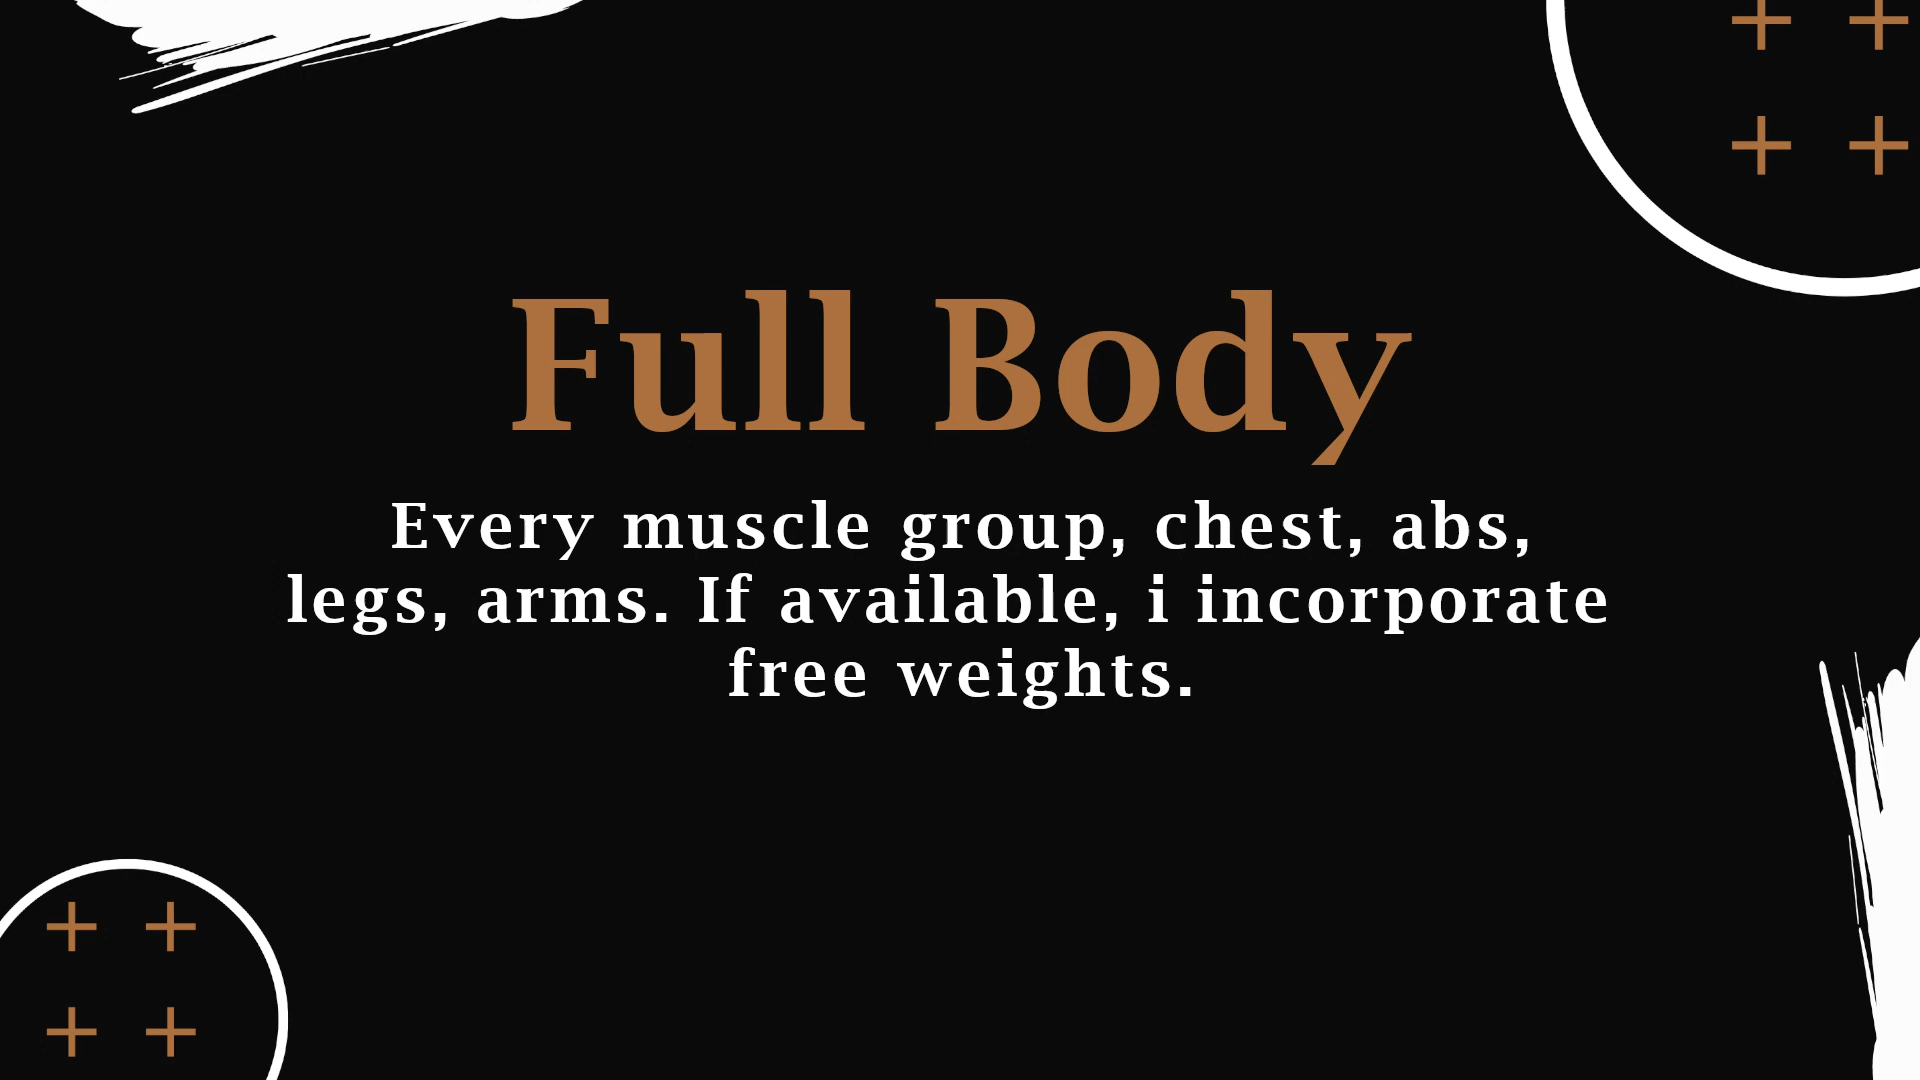 Full Body
Every muscle group, chest, abs,
legs, arms. If available, i incorporate
free weights.